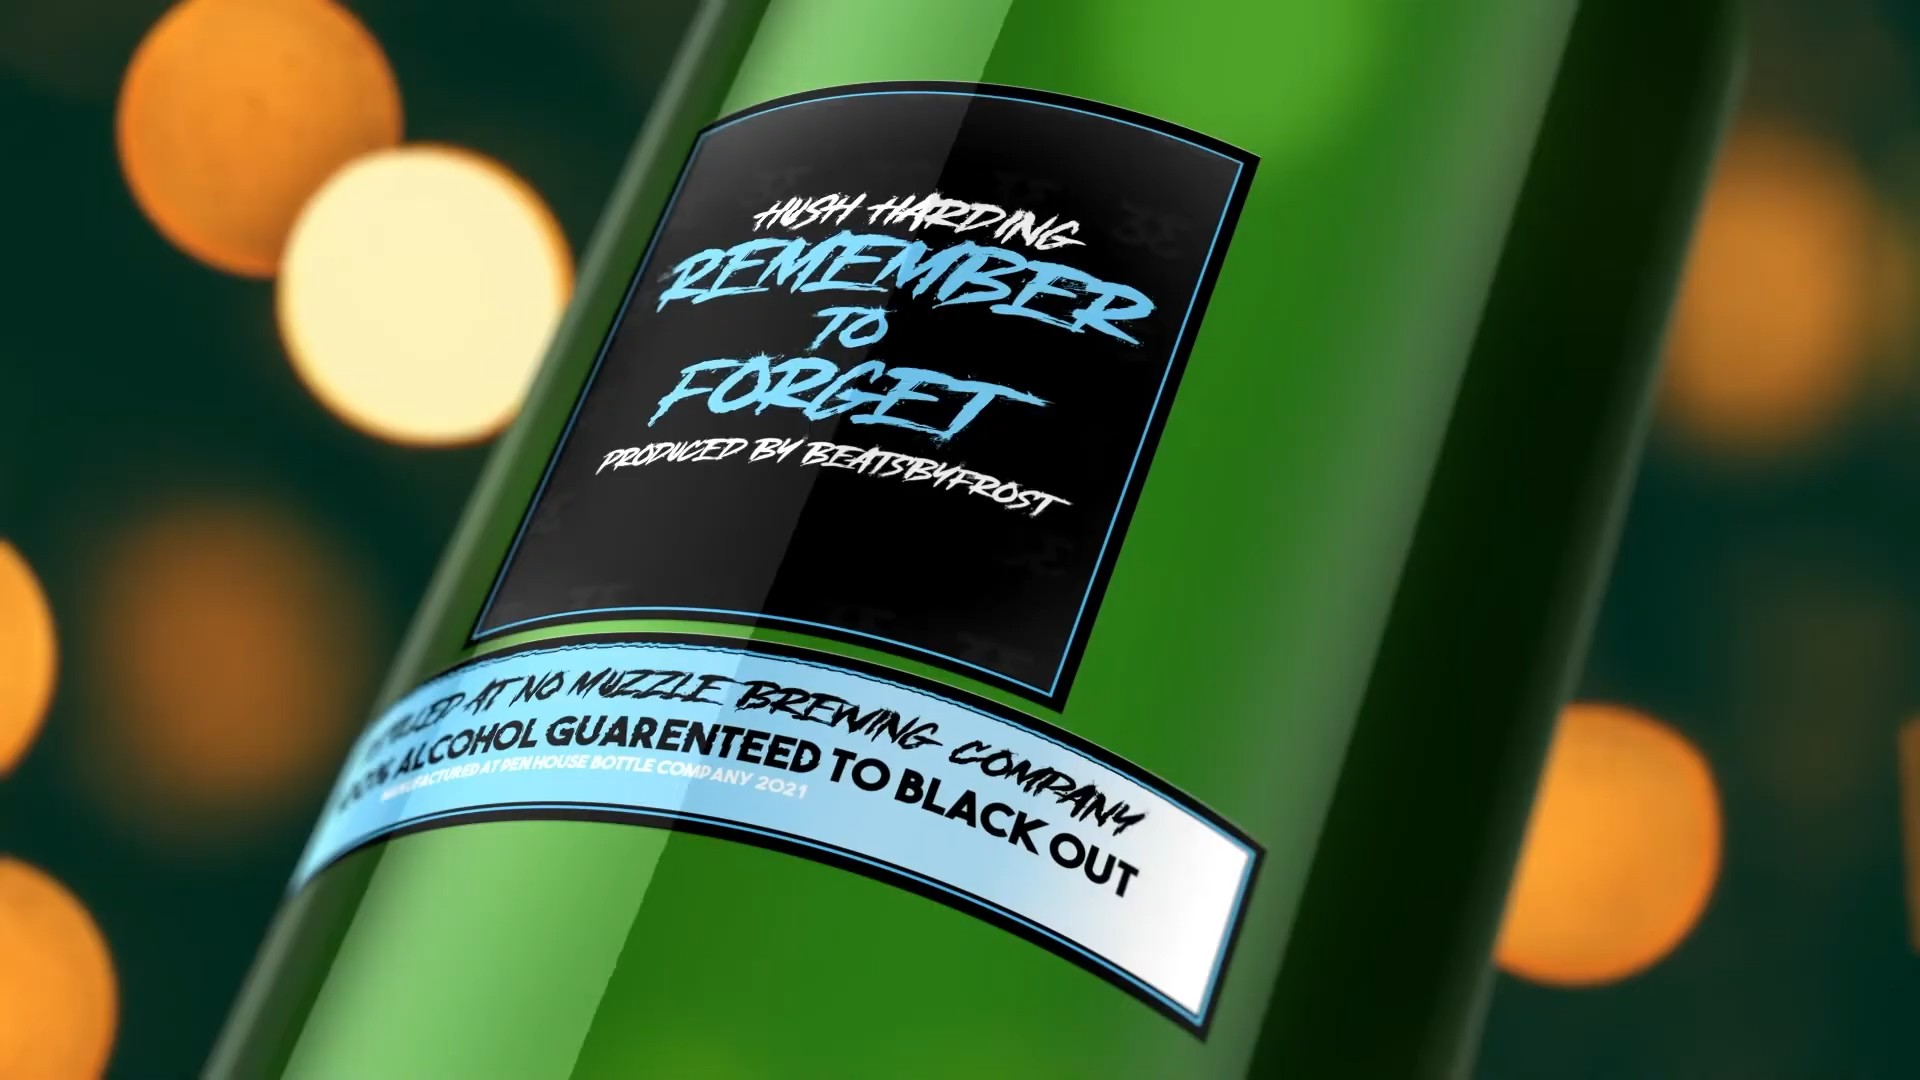 HUSH HARDING
REMEMBER
TO
FORGET
PRODUCED BY BEATSBYFROST
AT NO MUZZLE BREWING COMPANY
ALCOHOL GUARENTEED TO BLACK OUT
MANUFACTURED AT PEN HOUSE BOTTLE COMPANY 2021